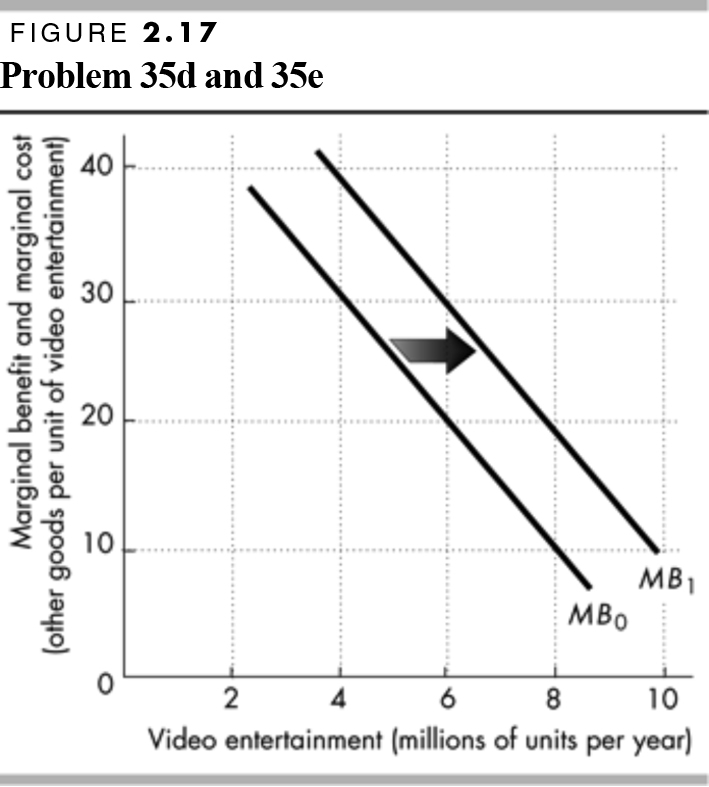 FIGURE 2.17
Problem 35d and 35e
Marginal benefit and marginal cost
(other goods per unit of video entertainment)
40
30
20
10
0
MB1
MB0
2 4 6 8 10
Video entertainment (millions of units per year)